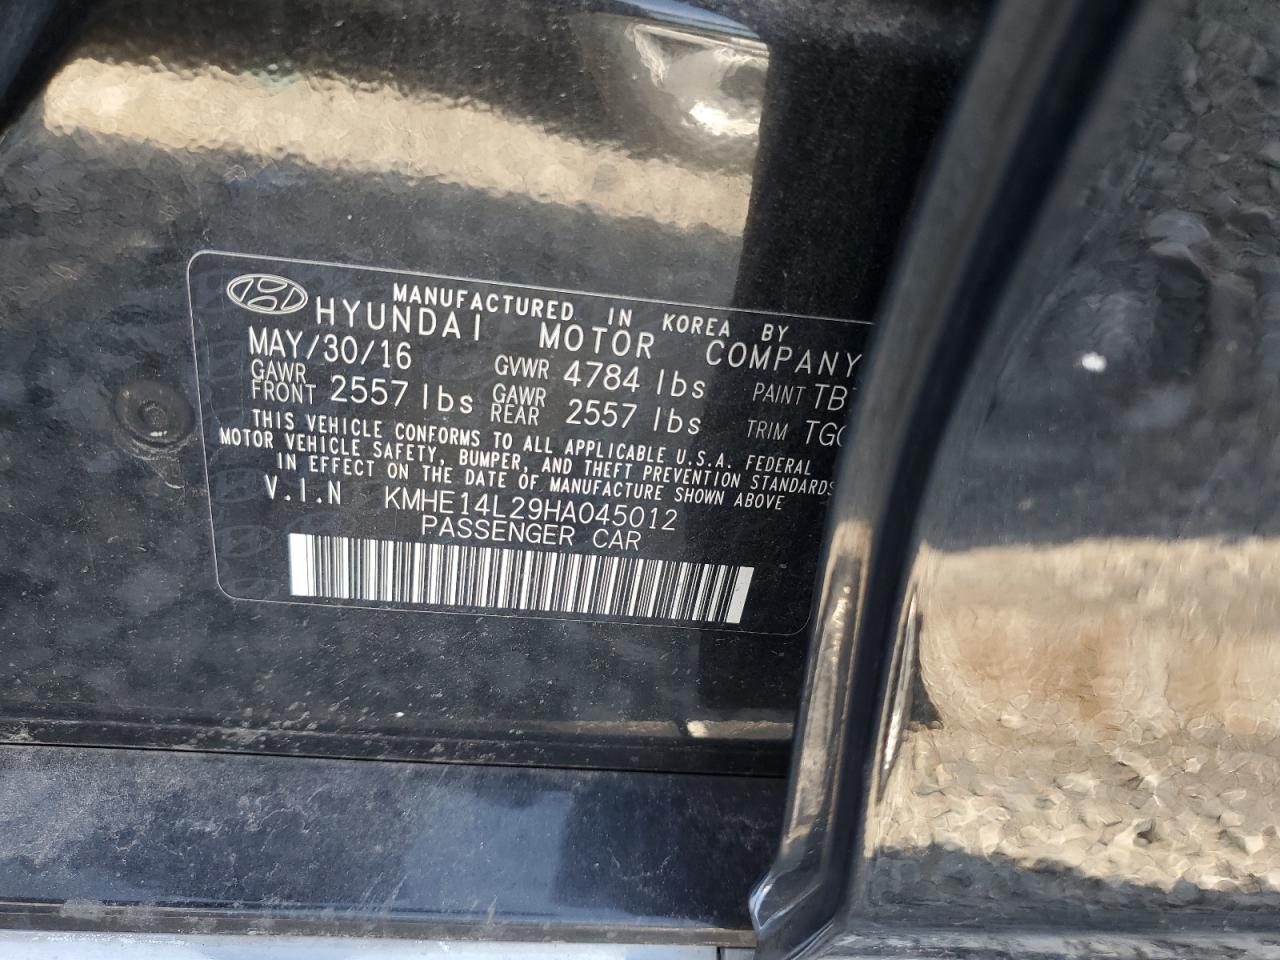 MANUFACTURED IN KOREA BY
HYUNDAI MOTOR COMPANY
MAY/30/16 GVWR 4784 lbs PAINT
GAWR FRONT 2557 lbs GAWR REAR 2557 lbs TRIM
THIS VEHICLE CONFORMS TO ALL APPLICABLE U.S.A. FEDERAL
MOTOR VEHICLE SAFETY, BUMPER, AND THEFT PREVENTION STANDARDS
IN EFFECT ON THE DATE OF MANUFACTURE SHOWN ABOVE
V.I.N KMHE14L29HA045012
PASSENGER CAR